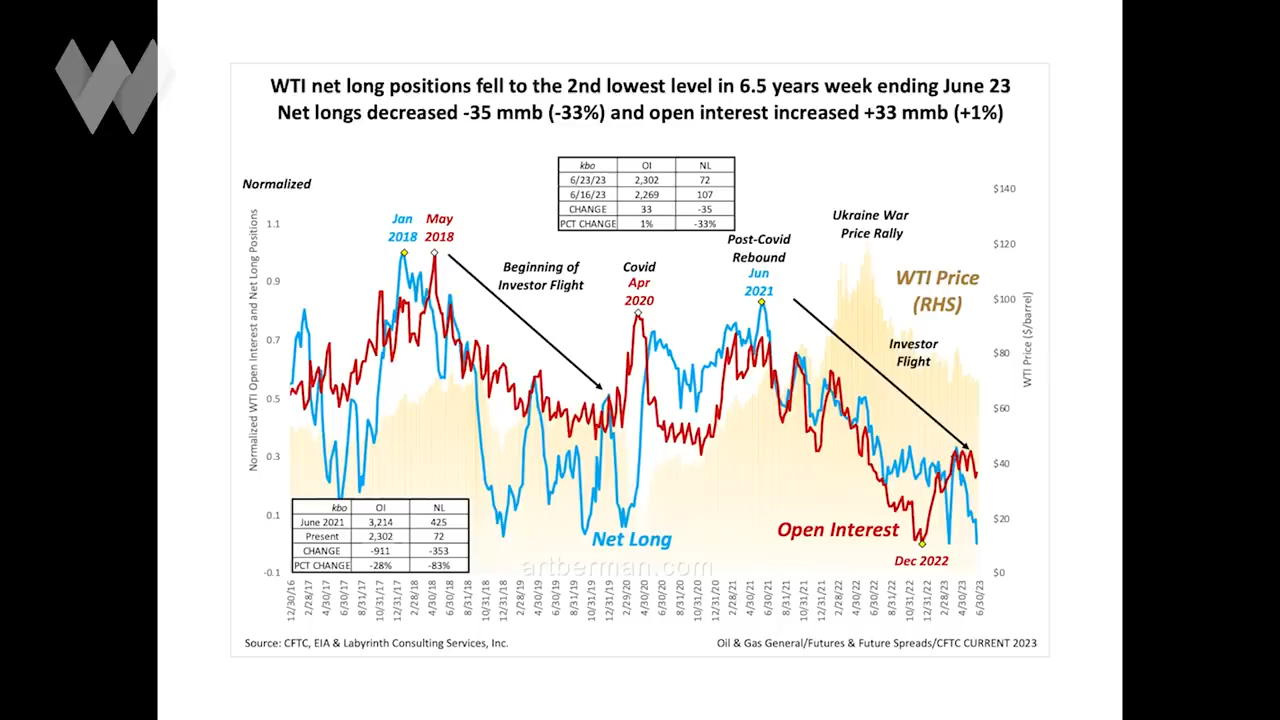 WTI net long positions fell to the 2nd lowest level in 6.5 years week ending June 23
Net longs decreased -35 mmb (-33%) and open interest increased +33 mmb (+1%)
kbo OI NL
6/23/23 2,302 72
6/16/23 2,269 107
CHANGE 33 -35
PCT CHANGE 1% -33%
Normalized
Normalized WTI Open Interest and Net Long Positions
1.1
0.9
0.7
0.5
0.3
0.1
-0.1
Jan
2018
May
2018
Beginning of
Investor Flight
Covid
Apr
2020
Post-Covid
Rebound
Jun
2021
Ukraine War
Price Rally
WTI Price
(RHS)
Investor
Flight
$140
$120
$100
$80
$60
$40
$20
$0
WTI Price ($/barrel)
kbo OI NL
June 2021 3,214 425
Present 2,302 72
CHANGE -911 -353
PCT CHANGE -28% -83%
Net Long
Open Interest
Dec 2022
artberman.com
12/30/16
2/28/17
4/30/17
6/30/17
8/31/17
10/31/17
12/31/17
2/28/18
4/30/18
6/30/18
8/31/18
10/31/18
12/31/18
2/28/19
4/30/19
6/30/19
8/31/19
10/31/19
12/31/19
2/29/20
4/30/20
6/30/20
8/31/20
10/31/20
12/31/20
2/28/21
4/30/21
6/30/21
8/31/21
10/31/21
12/31/21
2/28/22
4/30/22
6/30/22
8/31/22
10/31/22
12/31/22
2/28/23
4/30/23
6/30/23
Source: CFTC, EIA & Labyrinth Consulting Services, Inc.
Oil & Gas General/Futures & Future Spreads/CFTC CURRENT 2023